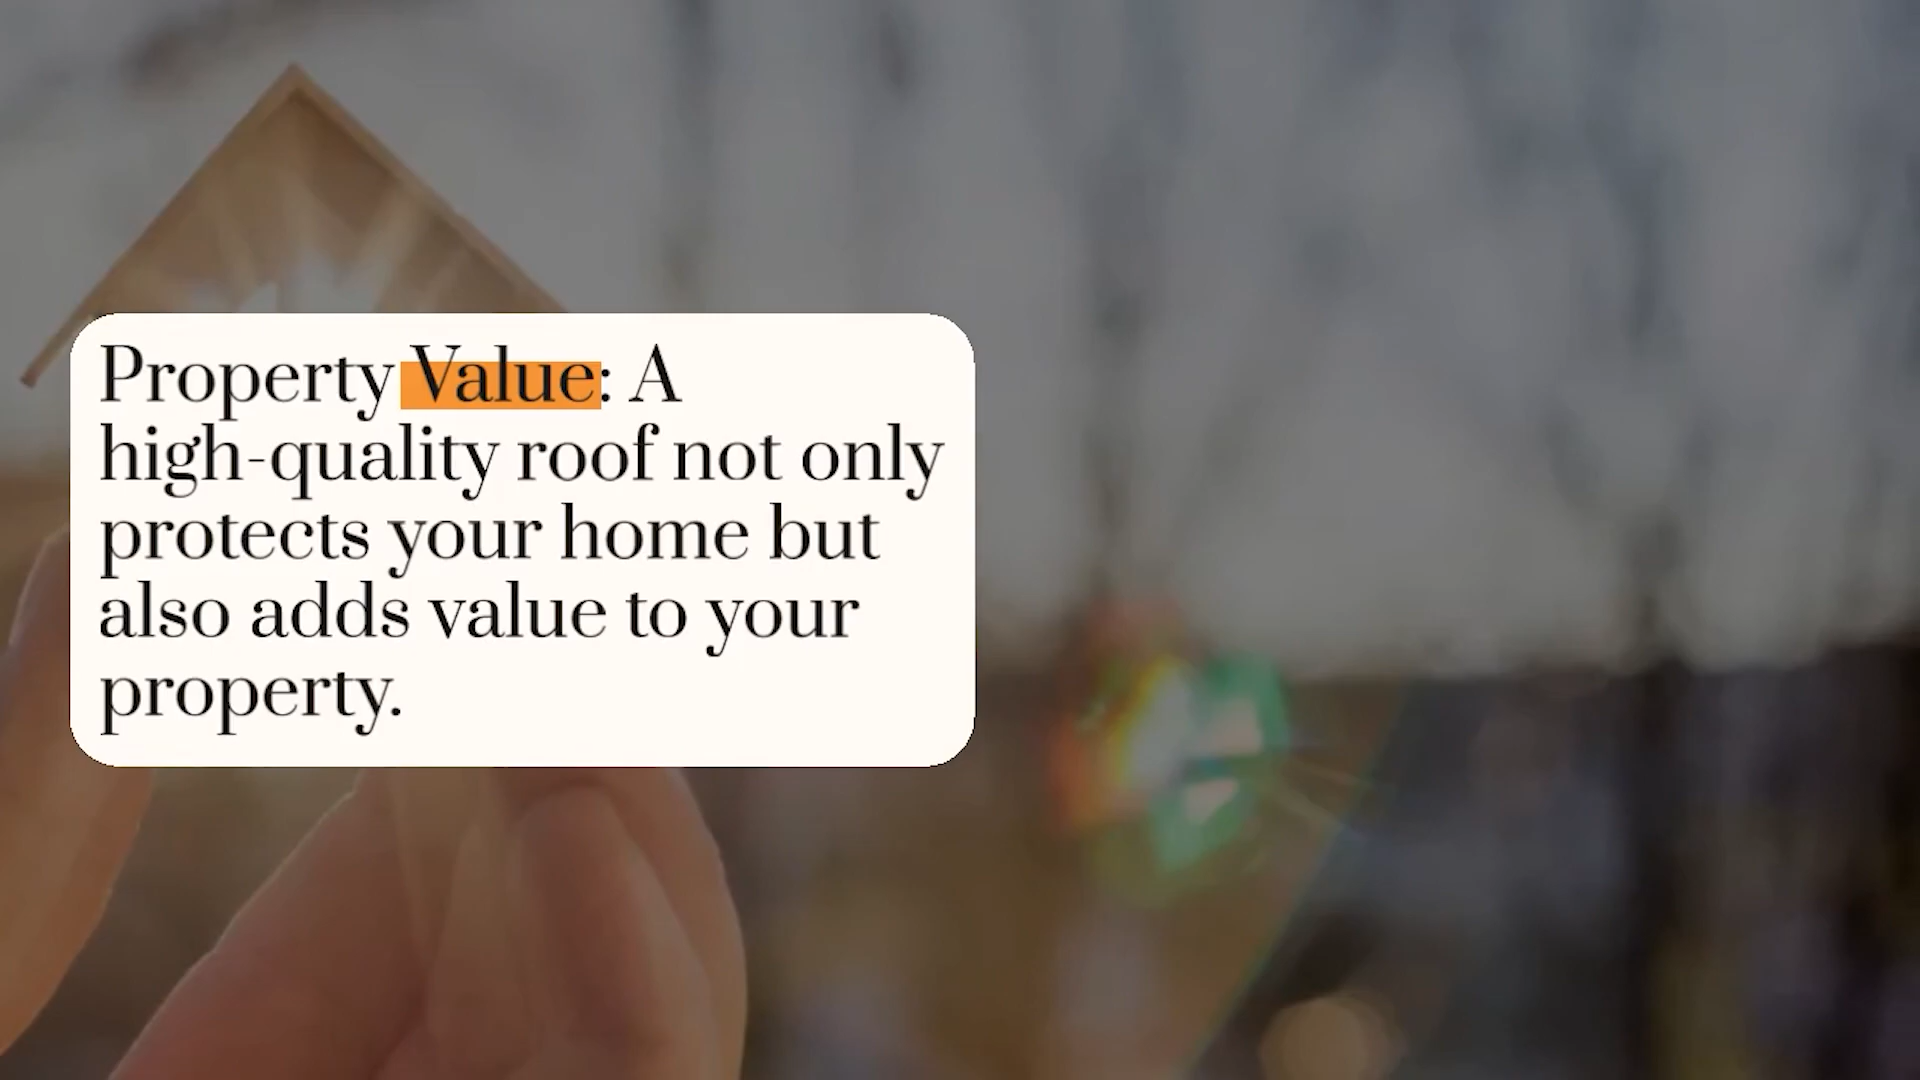 Property Value: A
high-quality roof not only
protects your home but
also adds value to your
property.